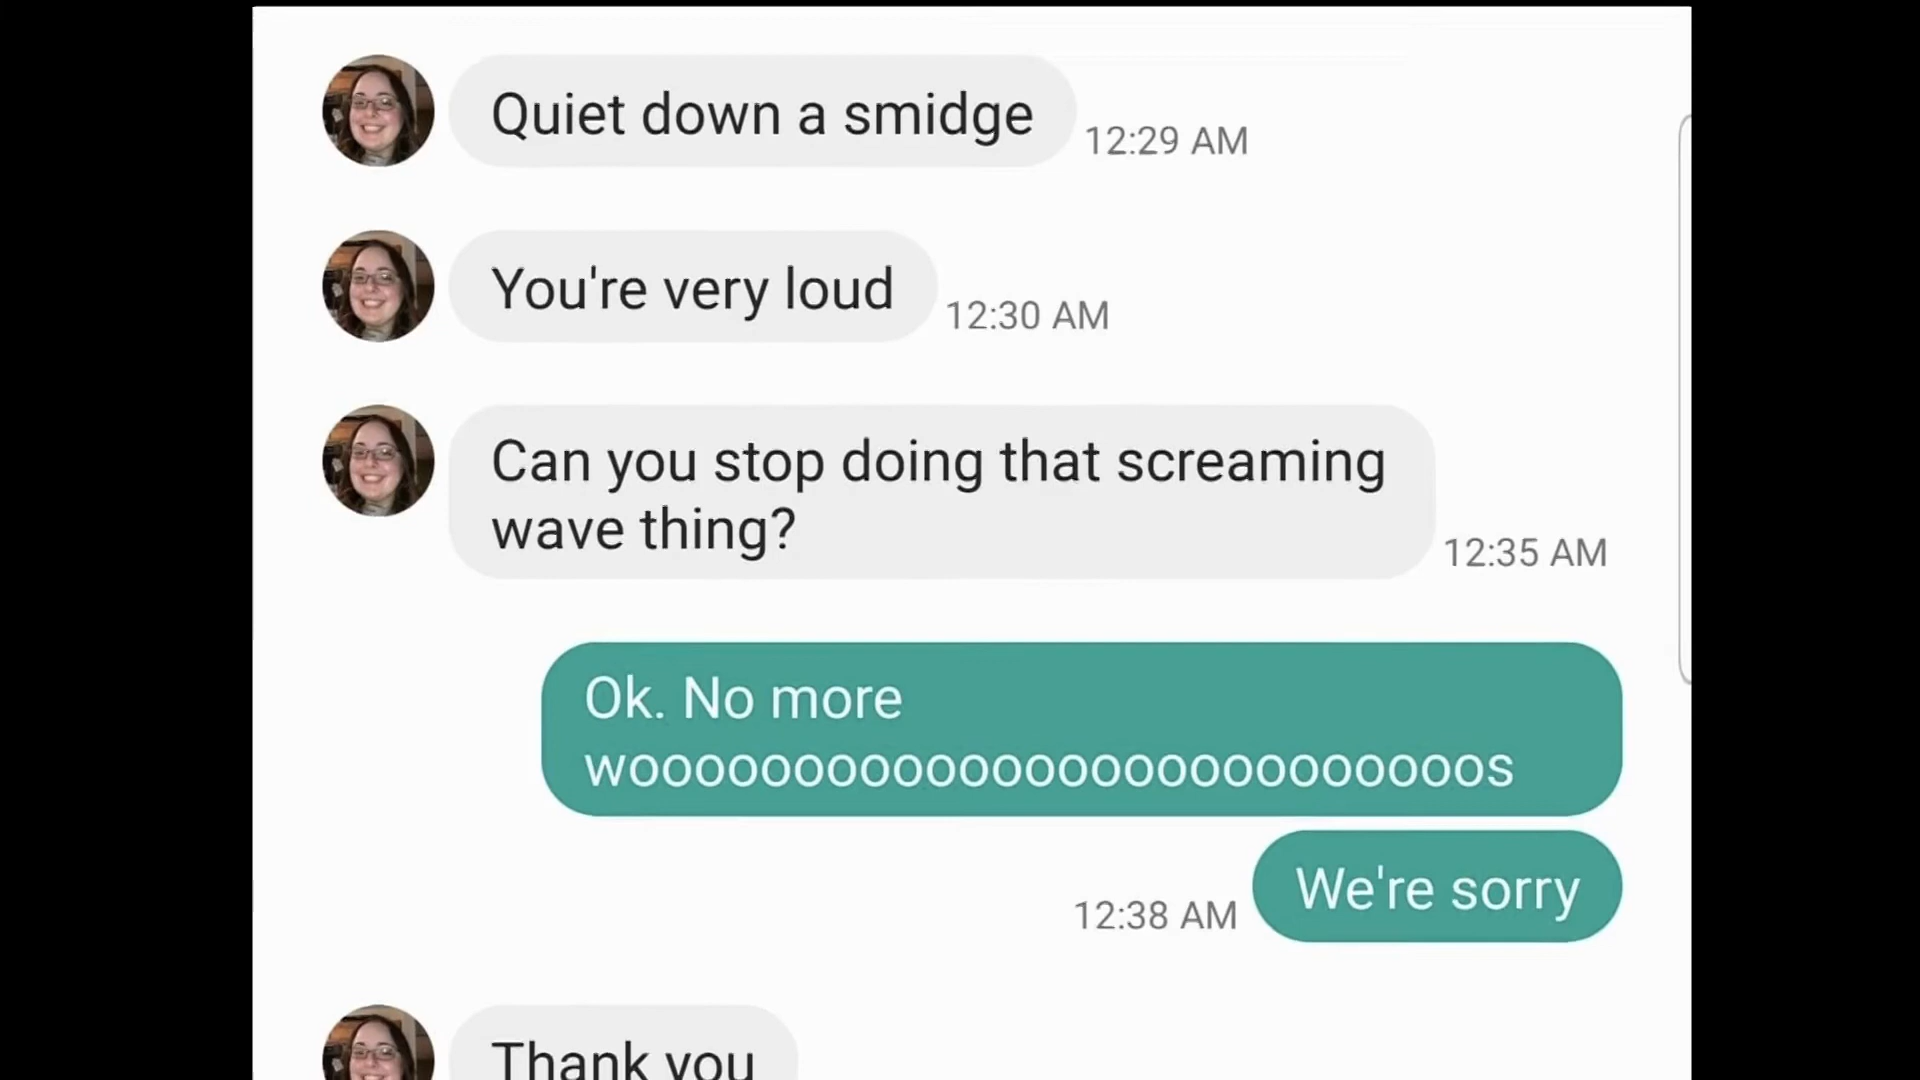 Quiet down a smidge
12:29 AM
You're very loud
12:30 AM
Can you stop doing that screaming
wave thing?
12:35 AM
Ok. No more
woooooooooooooooooooooooooos
We're sorry
12:38 AM
Thank you